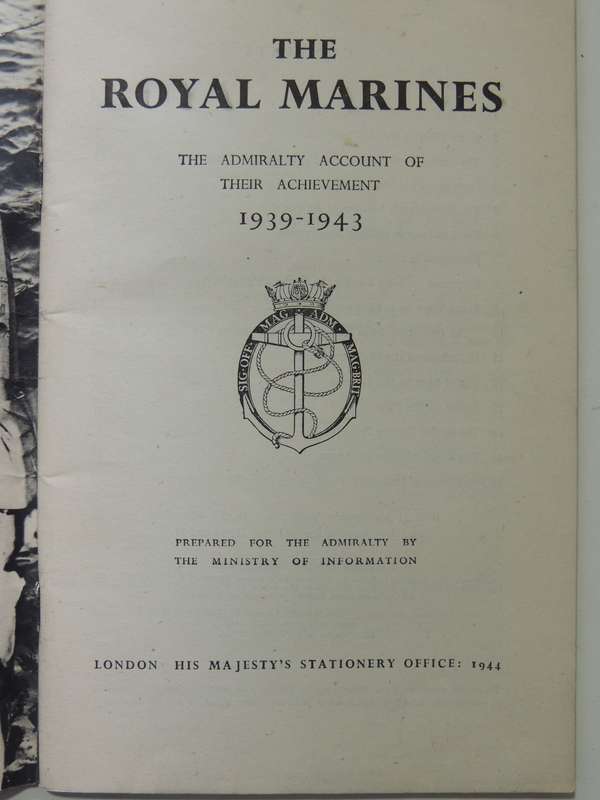 THE
ROYAL MARINES
THE ADMIRALTY ACCOUNT OF
THEIR ACHIEVEMENT
1939-1943
SIG·OFF· MAG· ADM· MAG·BRIT
PREPARED FOR THE ADMIRALTY BY
THE MINISTRY OF INFORMATION
LONDON HIS MAJESTY'S STATIONERY OFFICE: 1944